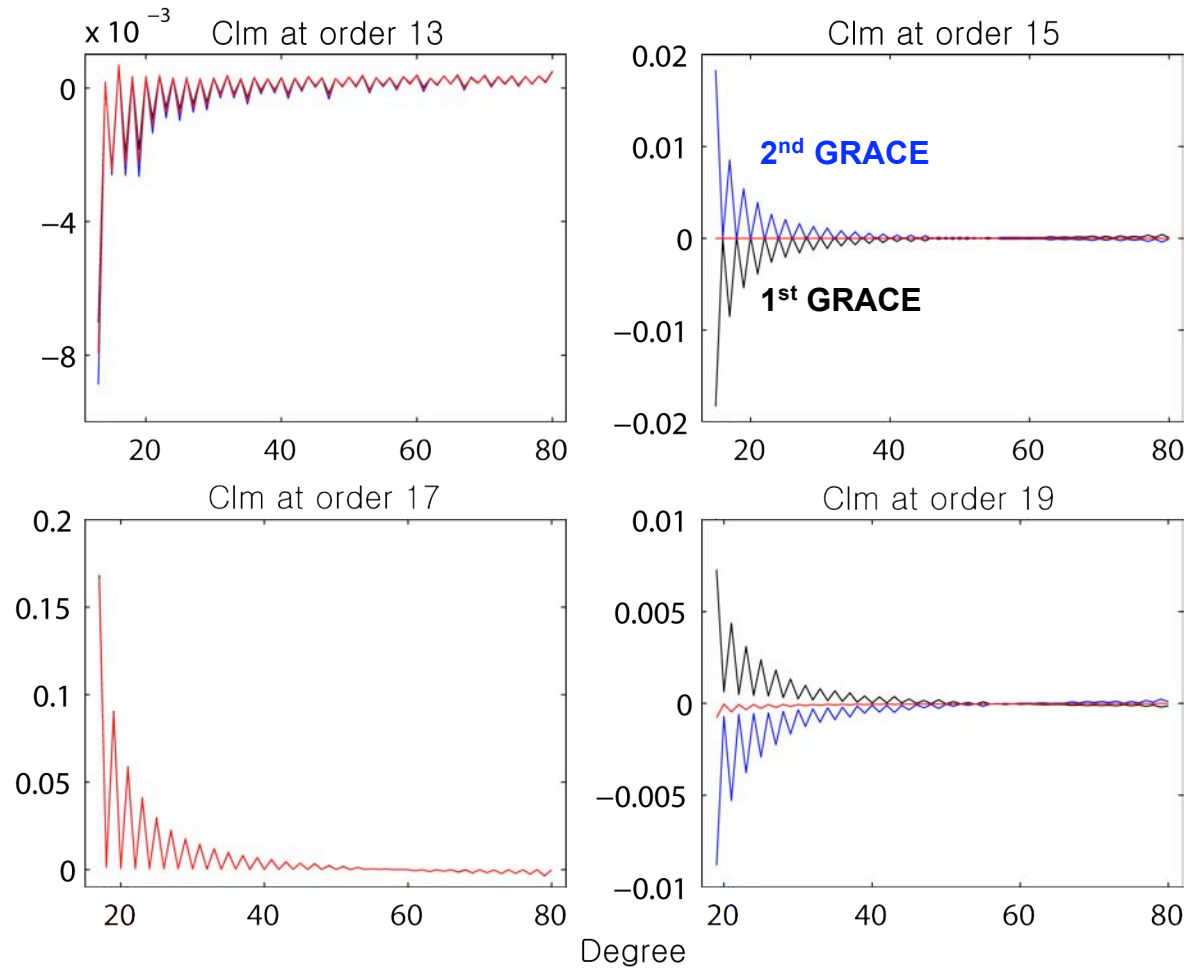 x 10 −3 Clm at order 13
0
−4
−8
20 40 60 80
Clm at order 15
0.02
0.01
0
−0.01
−0.02
2nd GRACE
1st GRACE
20 40 60 80
Clm at order 17
0.2
0.15
0.1
0.05
0
20 40 60 80
Clm at order 19
0.01
0.005
0
−0.005
−0.01
20 40 60 80
Degree